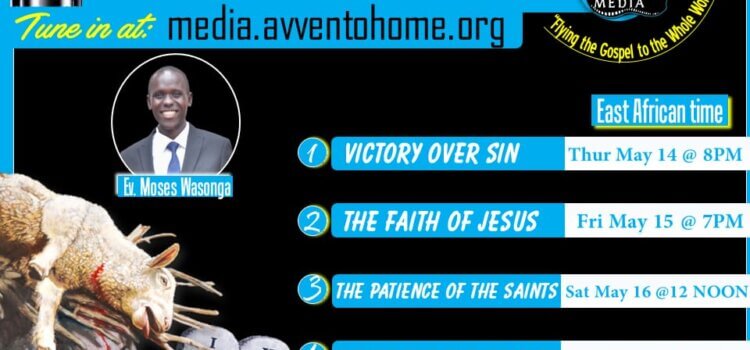 Tune in at: media.avventohome.org
MEDIA
"Flying the Gospel to the Whole Wo
East African time
Ev. Moses Wasonga
1 VICTORY OVER SIN Thur May 14 @ 8PM
2 THE FAITH OF JESUS Fri May 15 @ 7PM
3 THE PATIENCE OF THE SAINTS Sat May 16 @12 NOON
I